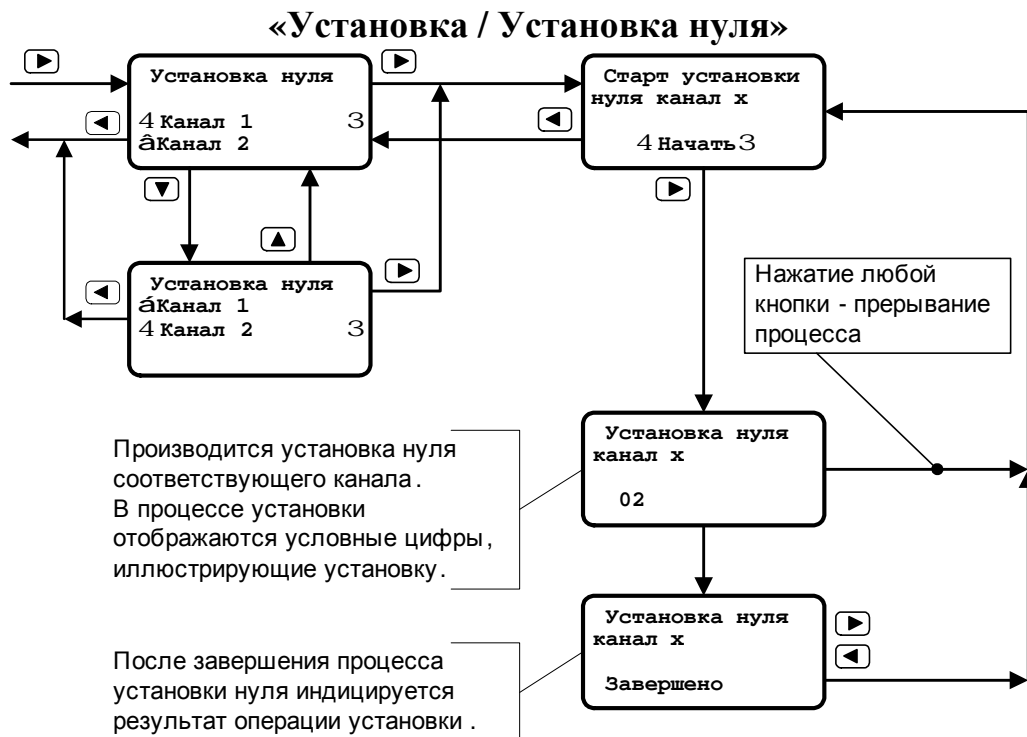 «Установка / Установка нуля»
Установка нуля
4 Канал 1 3
âКанал 2
Старт установки
нуля канал x
4 Начать 3
Установка нуля
áКанал 1
4 Канал 2 3
Нажатие любой
кнопки - прерывание
процесса
Установка нуля
канал x
02
Производится установка нуля
соответствующего канала.
В процессе установки
отображаются условные цифры,
иллюстрирующие установку.
Установка нуля
канал x
Завершено
После завершения процесса
установки нуля индицируется
результат операции установки .